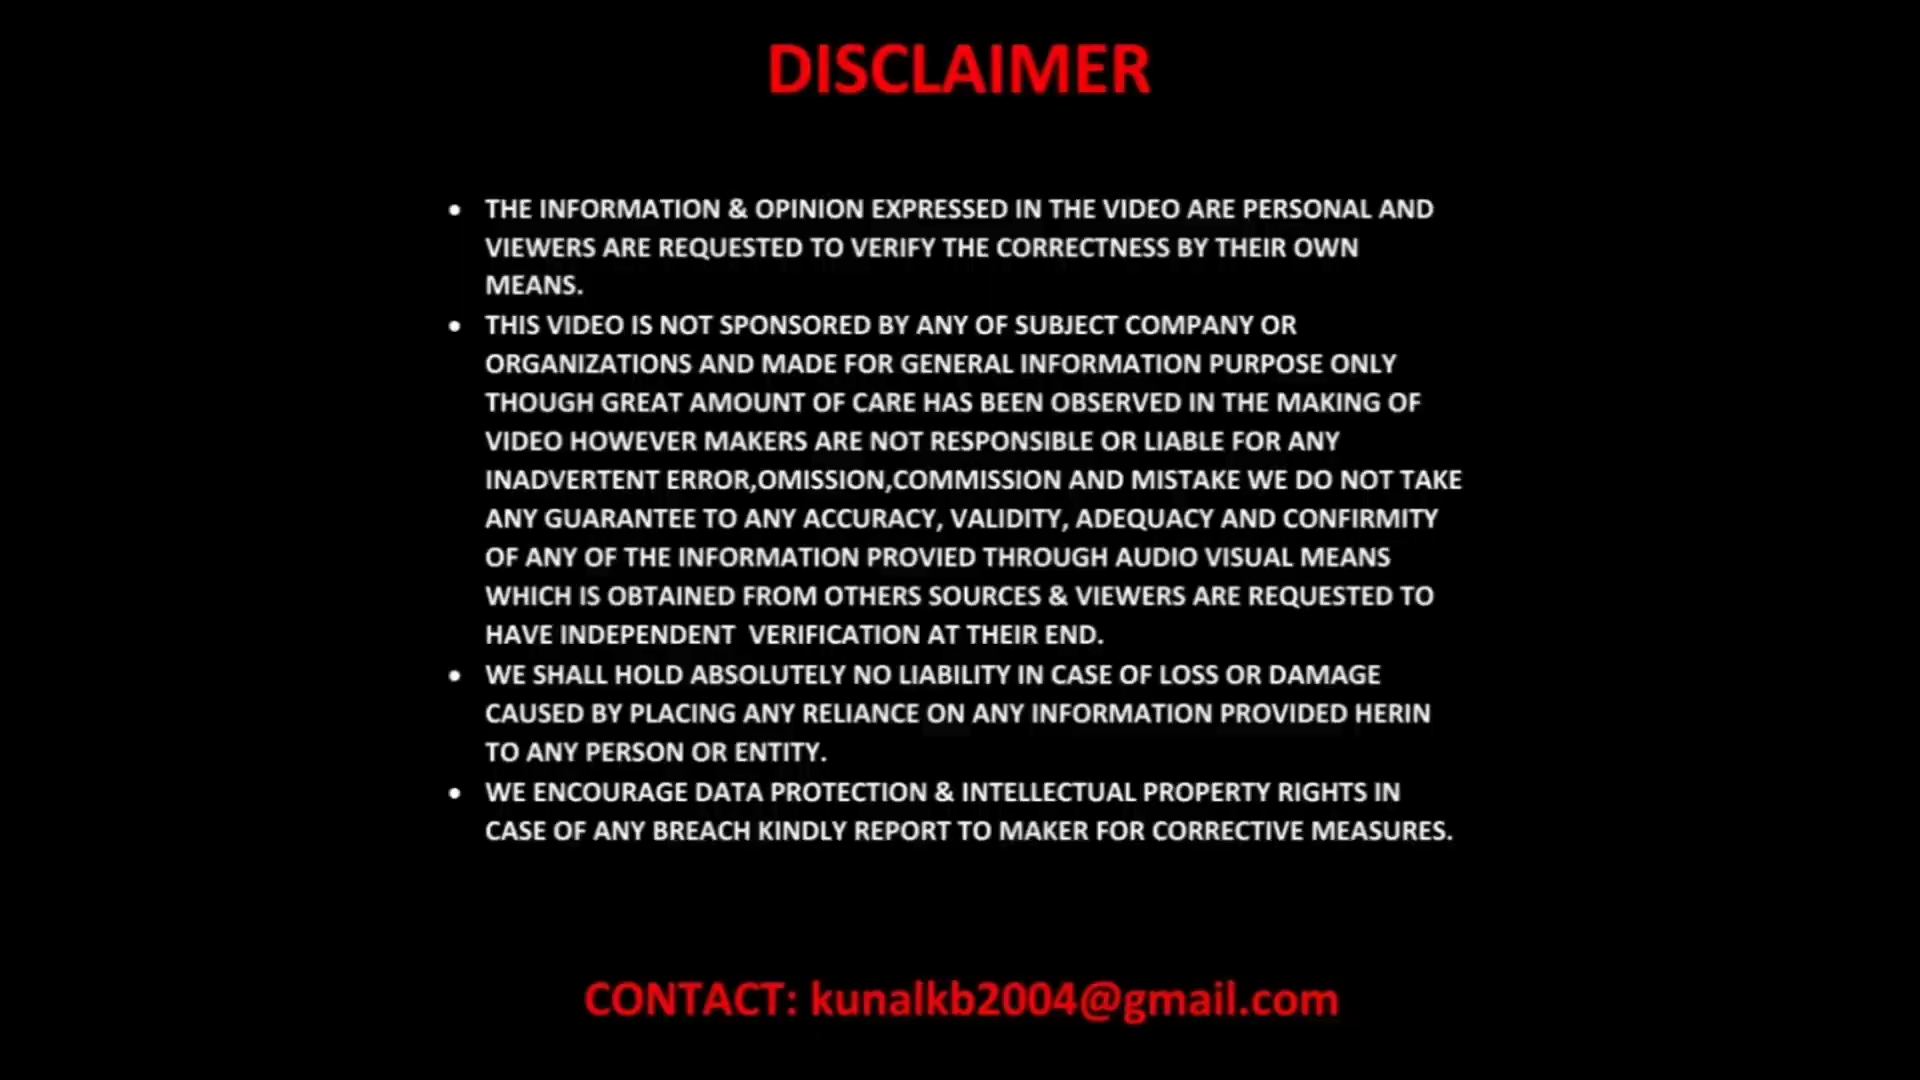 DISCLAIMER
• THE INFORMATION & OPINION EXPRESSED IN THE VIDEO ARE PERSONAL AND
VIEWERS ARE REQUESTED TO VERIFY THE CORRECTNESS BY THEIR OWN
MEANS.
• THIS VIDEO IS NOT SPONSORED BY ANY OF SUBJECT COMPANY OR
ORGANIZATIONS AND MADE FOR GENERAL INFORMATION PURPOSE ONLY
THOUGH GREAT AMOUNT OF CARE HAS BEEN OBSERVED IN THE MAKING OF
VIDEO HOWEVER MAKERS ARE NOT RESPONSIBLE OR LIABLE FOR ANY
INADVERTENT ERROR,OMISSION,COMMISSION AND MISTAKE WE DO NOT TAKE
ANY GUARANTEE TO ANY ACCURACY, VALIDITY, ADEQUACY AND CONFIRMITY
OF ANY OF THE INFORMATION PROVIED THROUGH AUDIO VISUAL MEANS
WHICH IS OBTAINED FROM OTHERS SOURCES & VIEWERS ARE REQUESTED TO
HAVE INDEPENDENT  VERIFICATION AT THEIR END.
• WE SHALL HOLD ABSOLUTELY NO LIABILITY IN CASE OF LOSS OR DAMAGE
CAUSED BY PLACING ANY RELIANCE ON ANY INFORMATION PROVIDED HERIN
TO ANY PERSON OR ENTITY.
• WE ENCOURAGE DATA PROTECTION & INTELLECTUAL PROPERTY RIGHTS IN
CASE OF ANY BREACH KINDLY REPORT TO MAKER FOR CORRECTIVE MEASURES.
CONTACT: kunalkb2004@gmail.com